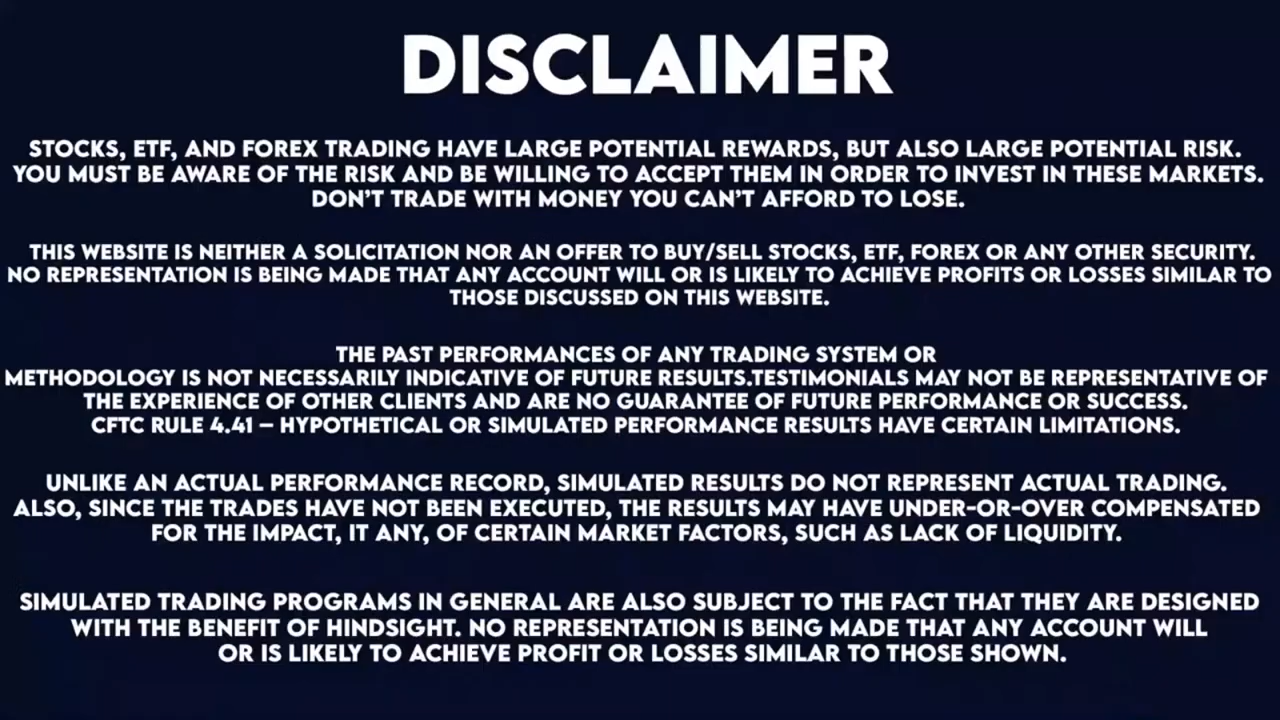 DISCLAIMER
STOCKS, ETF, AND FOREX TRADING HAVE LARGE POTENTIAL REWARDS, BUT ALSO LARGE POTENTIAL RISK.
YOU MUST BE AWARE OF THE RISK AND BE WILLING TO ACCEPT THEM IN ORDER TO INVEST IN THESE MARKETS.
DON'T TRADE WITH MONEY YOU CAN'T AFFORD TO LOSE.
THIS WEBSITE IS NEITHER A SOLICITATION NOR AN OFFER TO BUY/SELL STOCKS, ETF, FOREX OR ANY OTHER SECURITY.
NO REPRESENTATION IS BEING MADE THAT ANY ACCOUNT WILL OR IS LIKELY TO ACHIEVE PROFITS OR LOSSES SIMILAR TO
THOSE DISCUSSED ON THIS WEBSITE.
THE PAST PERFORMANCES OF ANY TRADING SYSTEM OR
METHODOLOGY IS NOT NECESSARILY INDICATIVE OF FUTURE RESULTS.TESTIMONIALS MAY NOT BE REPRESENTATIVE OF
THE EXPERIENCE OF OTHER CLIENTS AND ARE NO GUARANTEE OF FUTURE PERFORMANCE OR SUCCESS.
CFTC RULE 4.41 – HYPOTHETICAL OR SIMULATED PERFORMANCE RESULTS HAVE CERTAIN LIMITATIONS.
UNLIKE AN ACTUAL PERFORMANCE RECORD, SIMULATED RESULTS DO NOT REPRESENT ACTUAL TRADING.
ALSO, SINCE THE TRADES HAVE NOT BEEN EXECUTED, THE RESULTS MAY HAVE UNDER-OR-OVER COMPENSATED
FOR THE IMPACT, IT ANY, OF CERTAIN MARKET FACTORS, SUCH AS LACK OF LIQUIDITY.
SIMULATED TRADING PROGRAMS IN GENERAL ARE ALSO SUBJECT TO THE FACT THAT THEY ARE DESIGNED
WITH THE BENEFIT OF HINDSIGHT. NO REPRESENTATION IS BEING MADE THAT ANY ACCOUNT WILL
OR IS LIKELY TO ACHIEVE PROFIT OR LOSSES SIMILAR TO THOSE SHOWN.